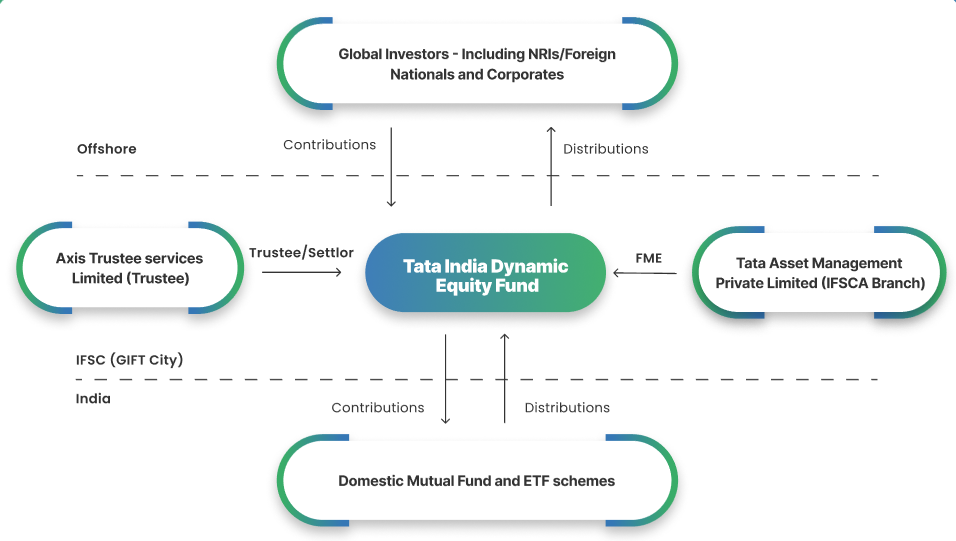 Global Investors - Including NRIs/Foreign
Nationals and Corporates
Contributions
Distributions
Offshore
Axis Trustee services
Limited (Trustee)
Trustee/Settlor
Tata India Dynamic
Equity Fund
FME
Tata Asset Management
Private Limited (IFSCA Branch)
IFSC (GIFT City)
India
Contributions
Distributions
Domestic Mutual Fund and ETF schemes